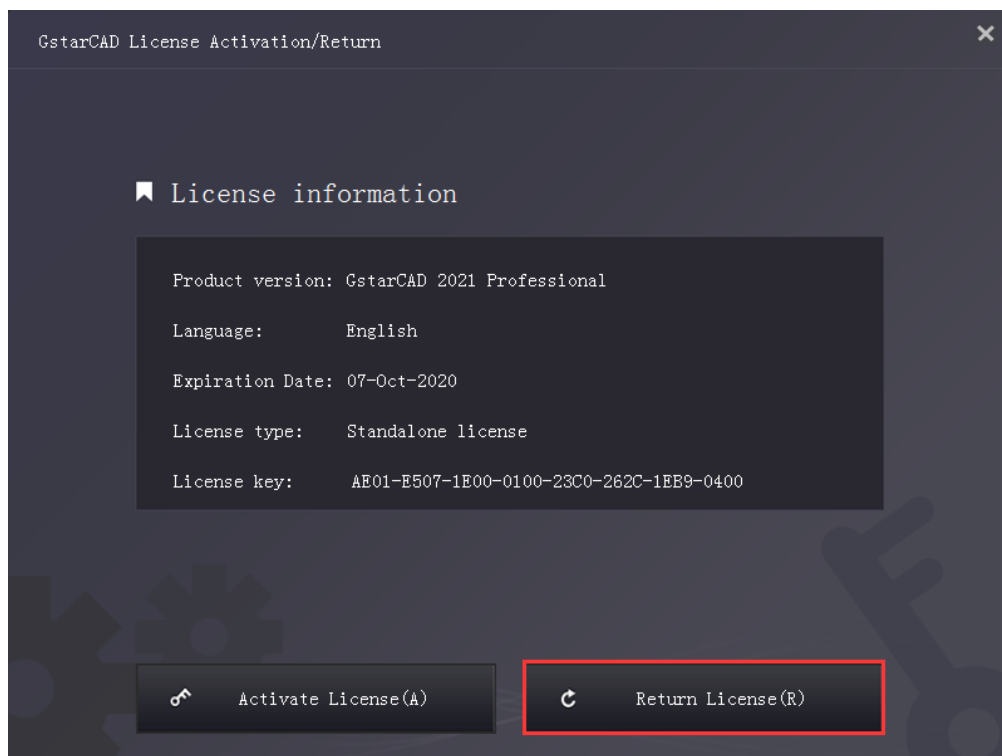 GstarCAD License Activation/Return
License information
Product version: GstarCAD 2021 Professional
Language: English
Expiration Date: 07-Oct-2020
License type: Standalone license
License key: AE01-E507-1E00-0100-23C0-262C-1EB9-0400
Activate License(A)
Return License(R)